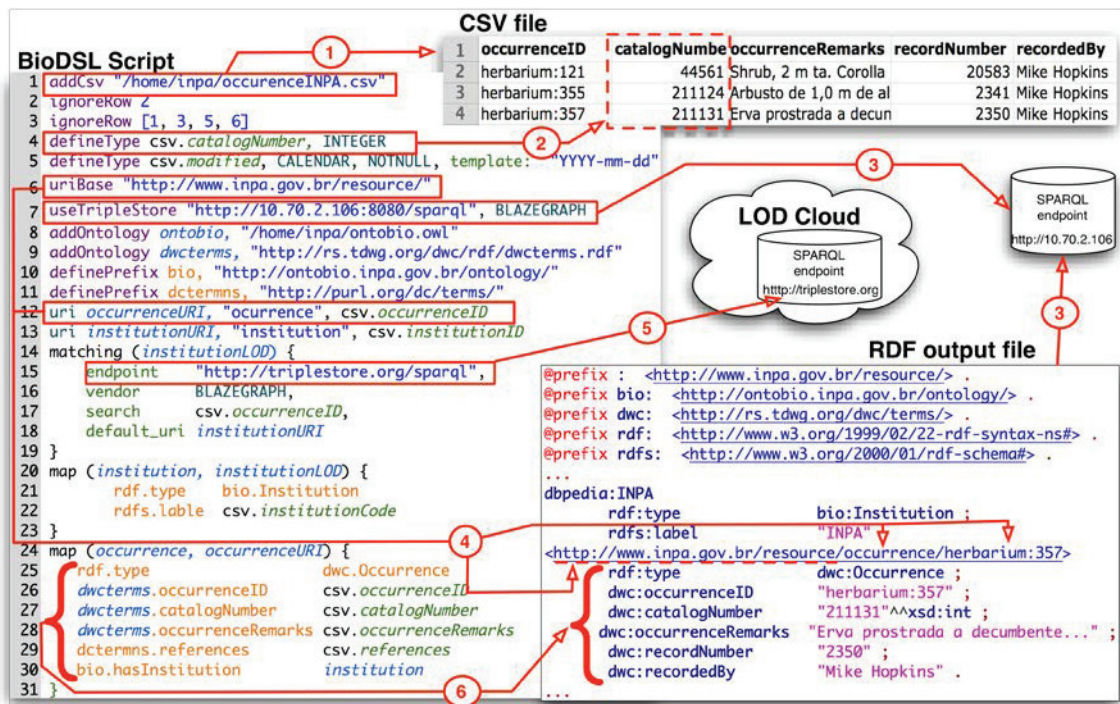 BioDSL Script
1 addCsv "/home/inpa/occurenceINPA.csv"
2 ignoreRow 2
3 ignoreRow [1, 3, 5, 6]
4 defineType csv.catalogNumber, INTEGER
5 defineType csv.modified, CALENDAR, NOTNULL, template: "YYYY-mm-dd"
6 uriBase "http://www.inpa.gov.br/resource/"
7 useTripleStore "http://10.70.2.106:8080/sparql", BLAZEGRAPH
8 addOntology ontobio, "/home/inpa/ontobio.owl"
9 addOntology dwcterms, "http://rs.tdwg.org/dwc/rdf/dwcterms.rdf"
10 definePrefix bio, "http://ontobio.inpa.gov.br/ontology/"
11 definePrefix dctermns, "http://purl.org/dc/terms/"
12 uri occurrenceURI, "ocurrence", csv.occurrenceID
13 uri institutionURI, "institution", csv.institutionID
14 matching (institutionLOD) {
15 endpoint "http://triplestore.org/sparql",
16 vendor BLAZEGRAPH,
17 search csv.occurrenceID,
18 default_uri institutionURI
19 }
20 map (institution, institutionLOD) {
21 rdf.type bio.Institution
22 rdfs.lable csv.institutionCode
23 }
24 map (occurrence, occurrenceURI) {
25 rdf.type dwc.Occurrence
26 dwcterms.occurrenceID csv.occurrenceID
27 dwcterms.catalogNumber csv.catalogNumber
28 dwcterms.occurrenceRemarks csv.occurrenceRemarks
29 dctermns.references csv.references
30 bio.hasInstitution institution
31 }
1
2
3
3
4
5
6
CSV file
1 occurrenceID catalogNumbe occurrenceRemarks recordNumber recordedBy
2 herbarium:121 44561 Shrub, 2 m ta. Corolla 20583 Mike Hopkins
3 herbarium:355 211124 Arbusto de 1,0 m de al 2341 Mike Hopkins
4 herbarium:357 211131 Erva prostrada a decun 2350 Mike Hopkins
LOD Cloud
SPARQL
endpoint
htttp://triplestore.org
SPARQL
endpoint
http://10.70.2.106
RDF output file
@prefix : <http://www.inpa.gov.br/resource/> .
@prefix bio: <http://ontobio.inpa.gov.br/ontology/> .
@prefix dwc: <http://rs.tdwg.org/dwc/terms/> .
@prefix rdf: <http://www.w3.org/1999/02/22-rdf-syntax-ns#> .
@prefix rdfs: <http://www.w3.org/2000/01/rdf-schema#> .
...
dbpedia:INPA
rdf:type bio:Institution ;
rdfs:label "INPA"
<http://www.inpa.gov.br/resource/occurrence/herbarium:357>
rdf:type dwc:Occurrence ;
dwc:occurrenceID "herbarium:357" ;
dwc:catalogNumber "211131"^^xsd:int ;
dwc:occurrenceRemarks "Erva prostrada a decumbente..." ;
dwc:recordNumber "2350" ;
dwc:recordedBy "Mike Hopkins" .
...